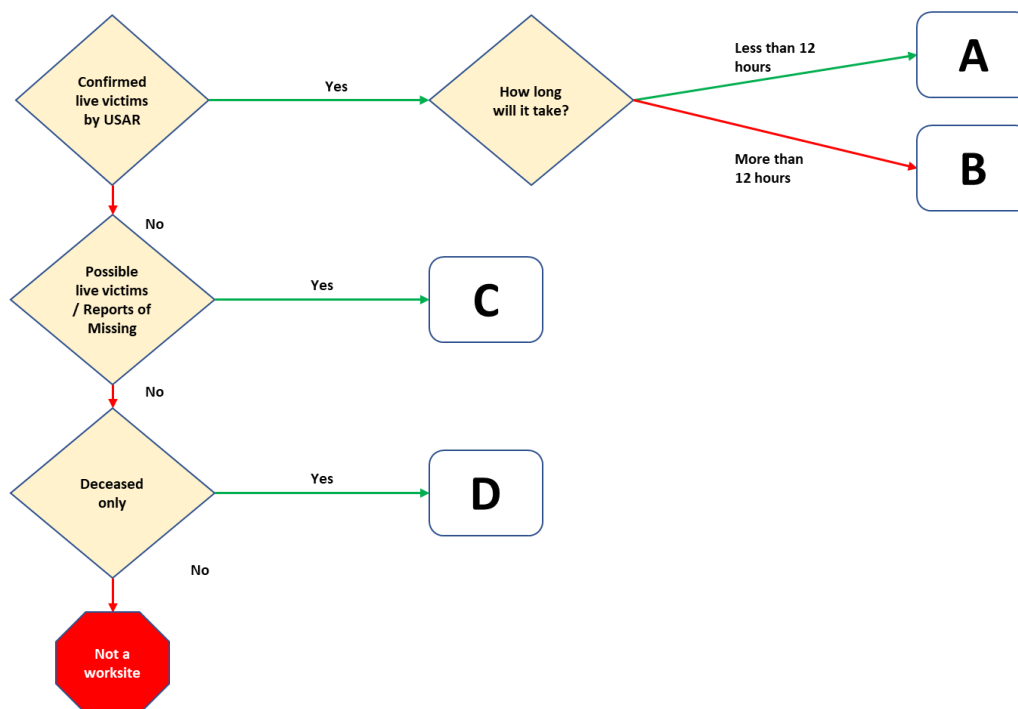 Confirmed
live victims
by USAR
Yes
How long
will it take?
Less than 12
hours
A
More than
12 hours
B
No
Possible
live victims
/ Reports of
Missing
Yes
C
No
Deceased
only
Yes
D
No
Not a
worksite